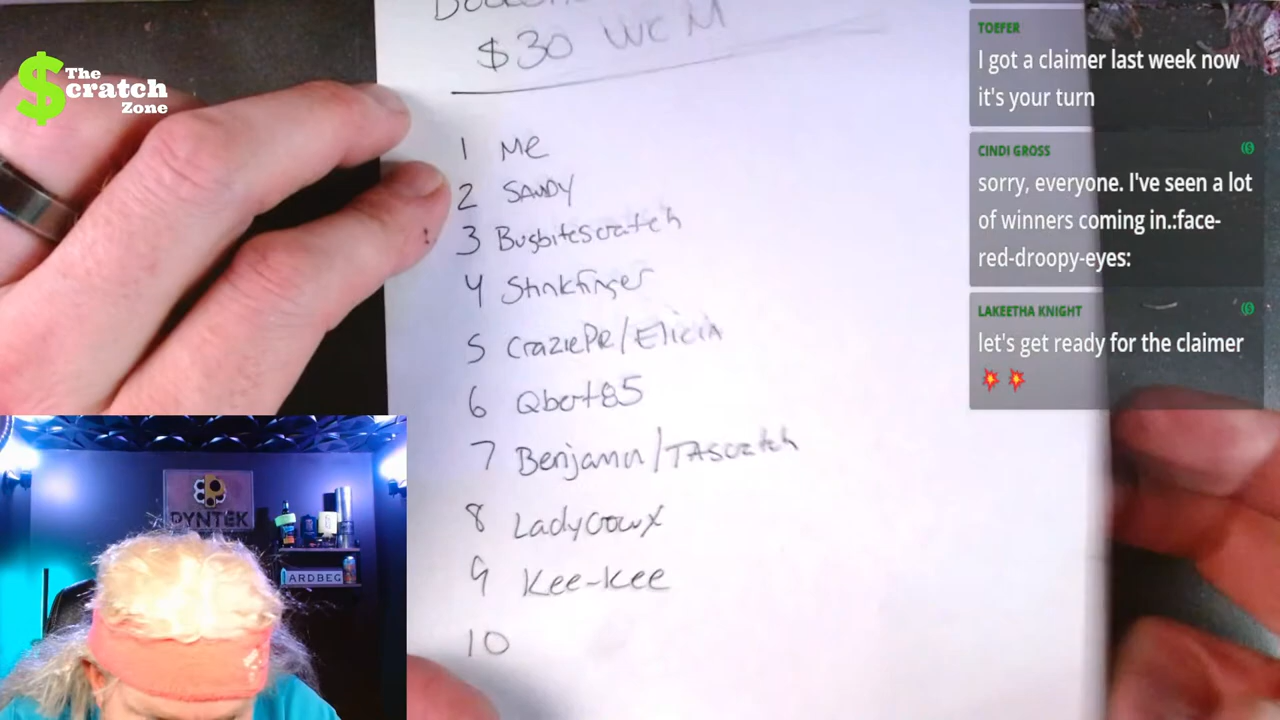 The
$cratch
Zone
$30 WCM
1 Me
2 SANDY
3 Bugbitescratch
4 Stinkfinger
5 CraziePR/Elicia
6 Qbert85
7 Benjamin/TAscratch
8 LadycrowX
9 Kee-Kee
10
TOEFER
I got a claimer last week now
it's your turn
CINDI GROSS
sorry, everyone. I've seen a lot
of winners coming in.:face-
red-droopy-eyes:
LAKEETHA KNIGHT
let's get ready for the claimer
💥 💥
DYNTEK
ARDBEG